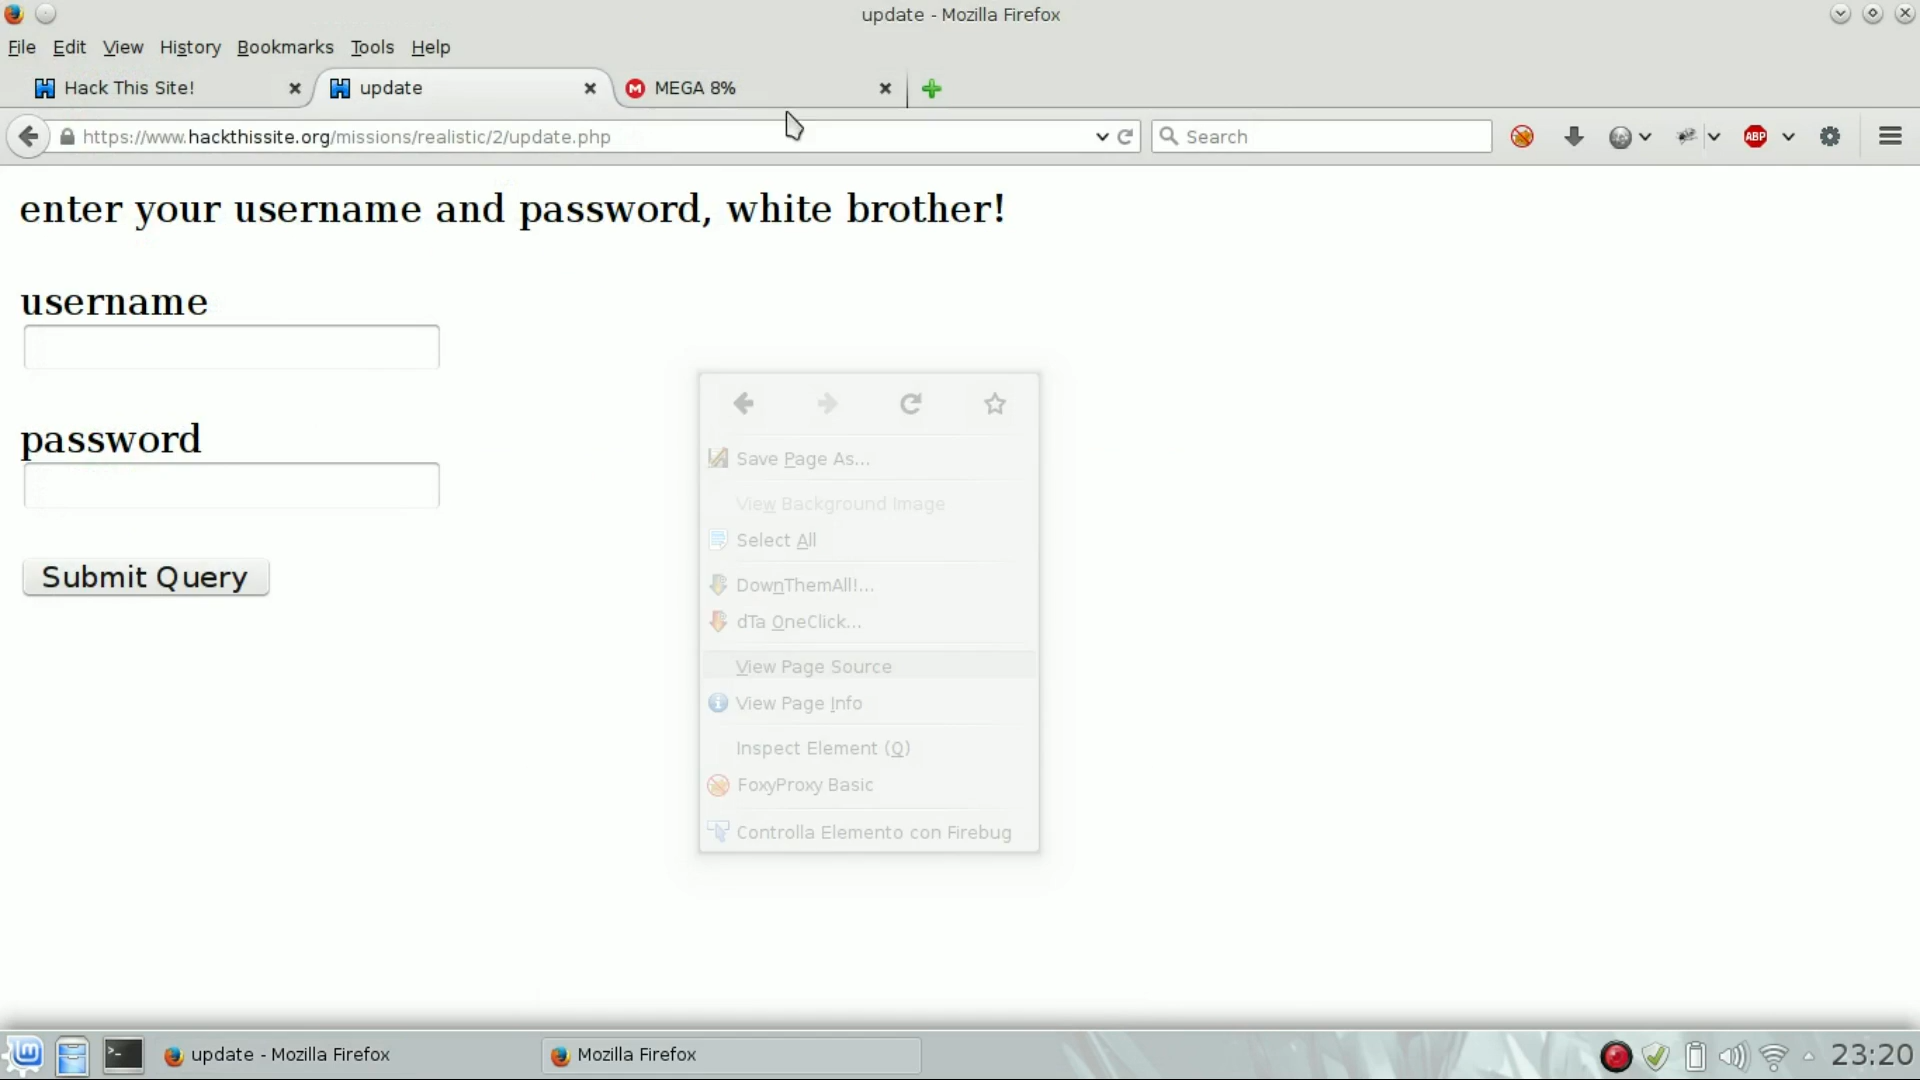 update - Mozilla Firefox
File Edit View History Bookmarks Tools Help
Hack This Site!
update
MEGA 8%
https://www.hackthissite.org/missions/realistic/2/update.php
Search
ABP
enter your username and password, white brother!
username
password
Submit Query
Save Page As...
View Background Image
Select All
DownThemAll!...
dTa OneClick...
View Page Source
View Page Info
Inspect Element (Q)
FoxyProxy Basic
Controlla Elemento con Firebug
update - Mozilla Firefox
Mozilla Firefox
23:20